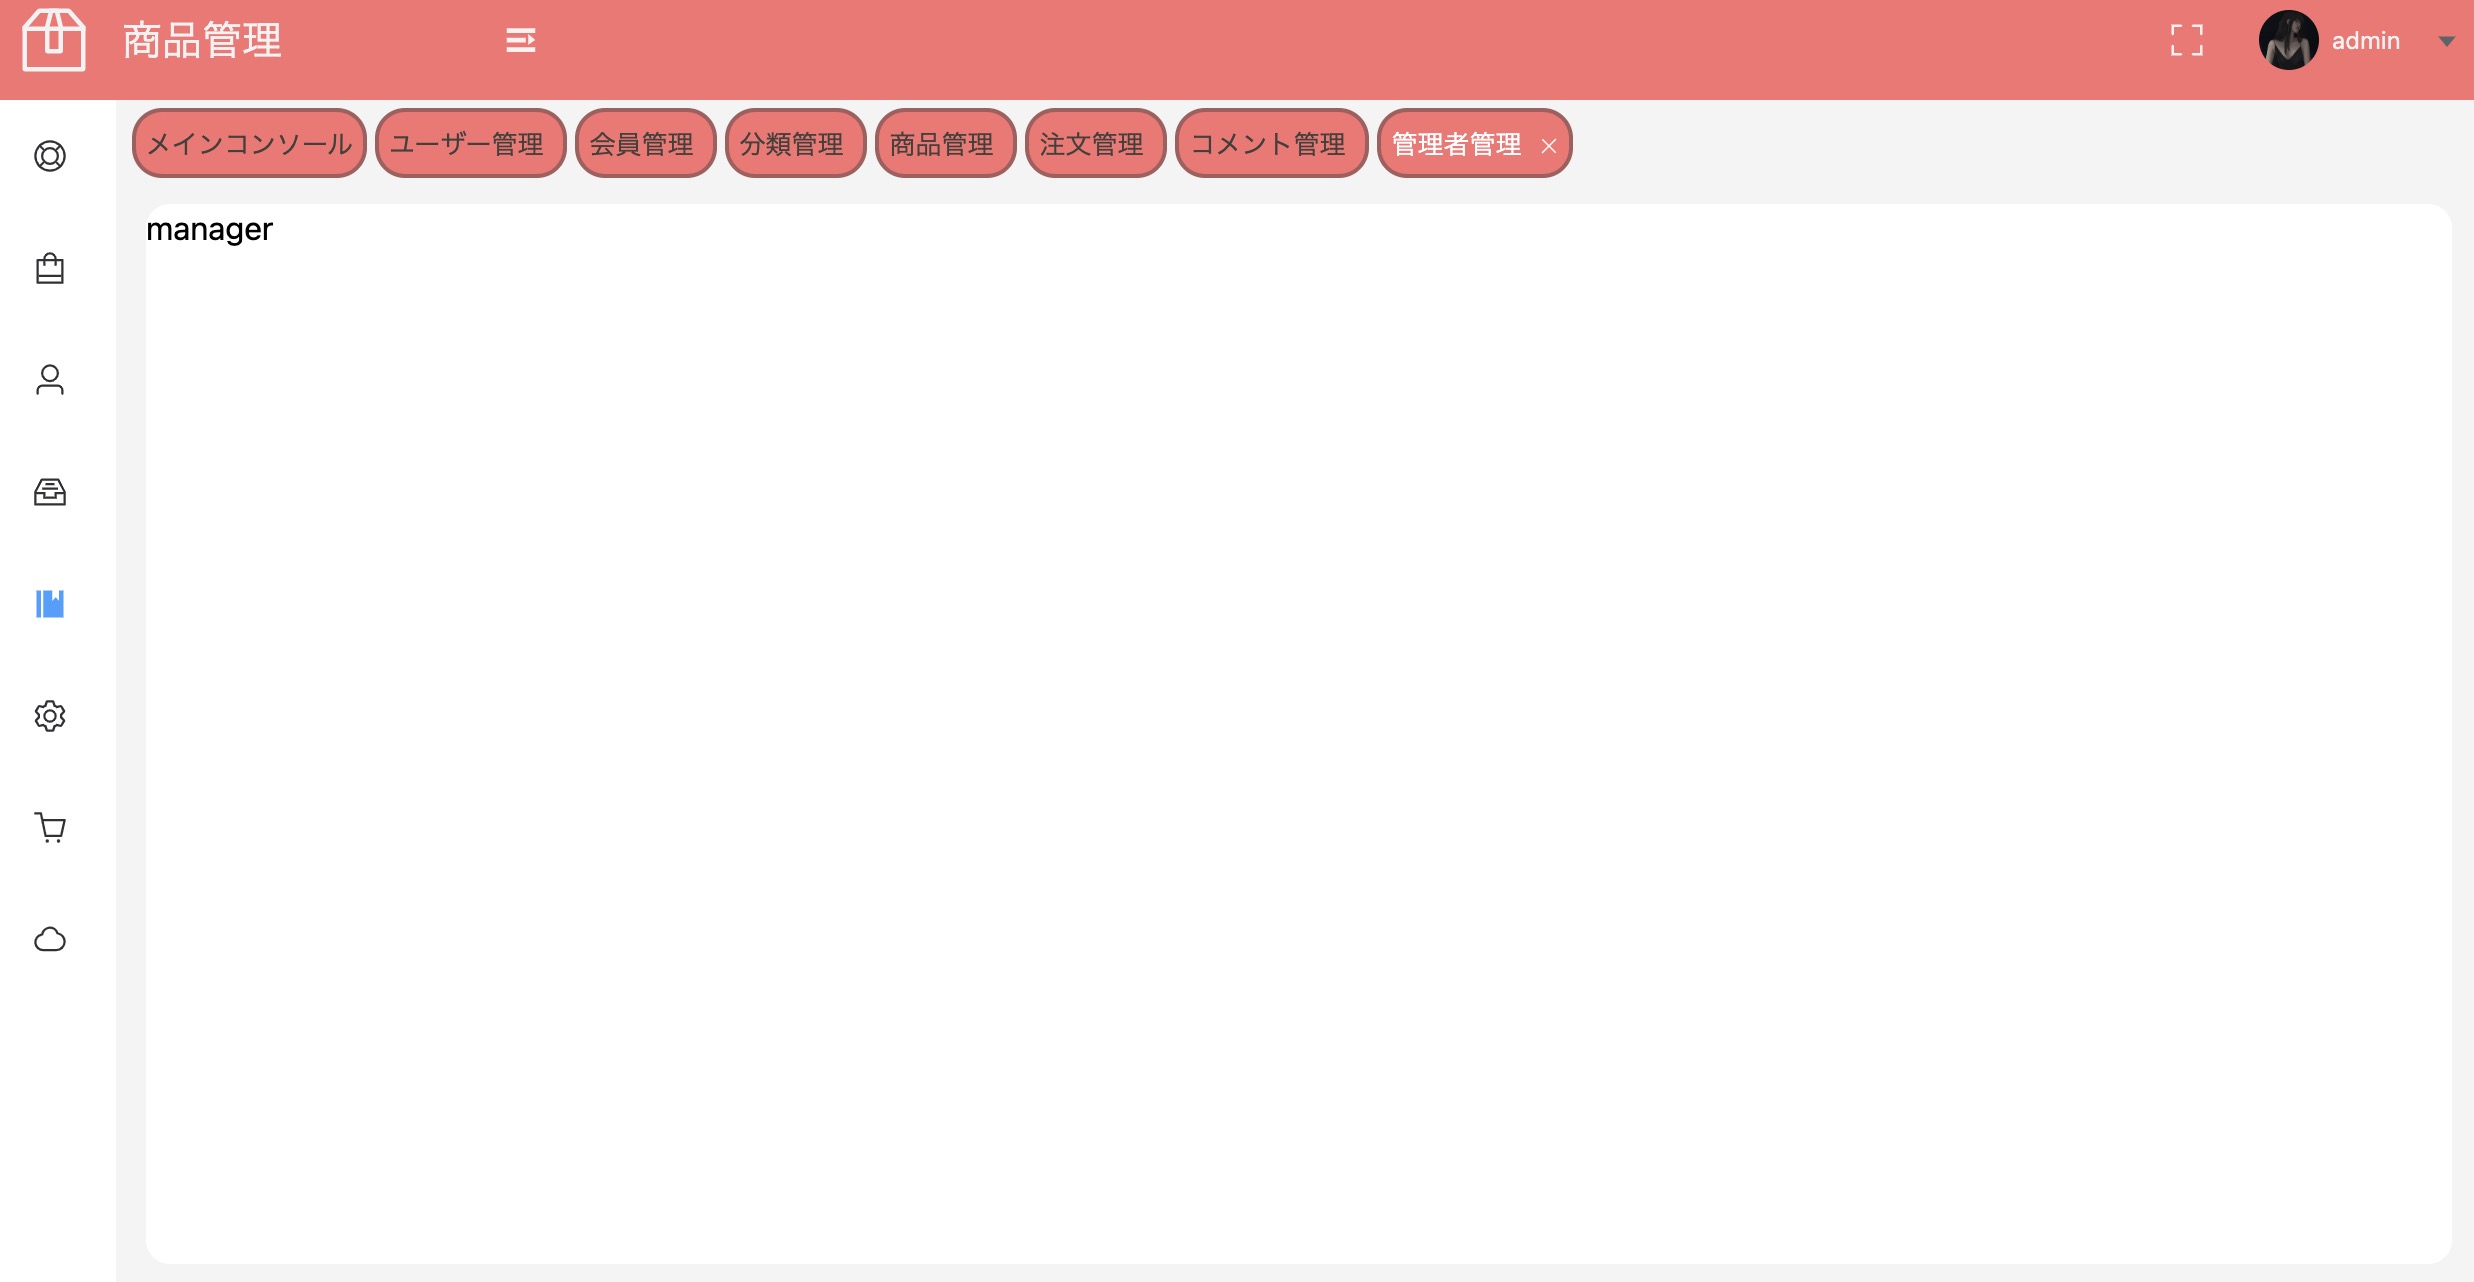 商品管理
admin
メインコンソール
ユーザー管理
会員管理
分類管理
商品管理
注文管理
コメント管理
管理者管理
manager